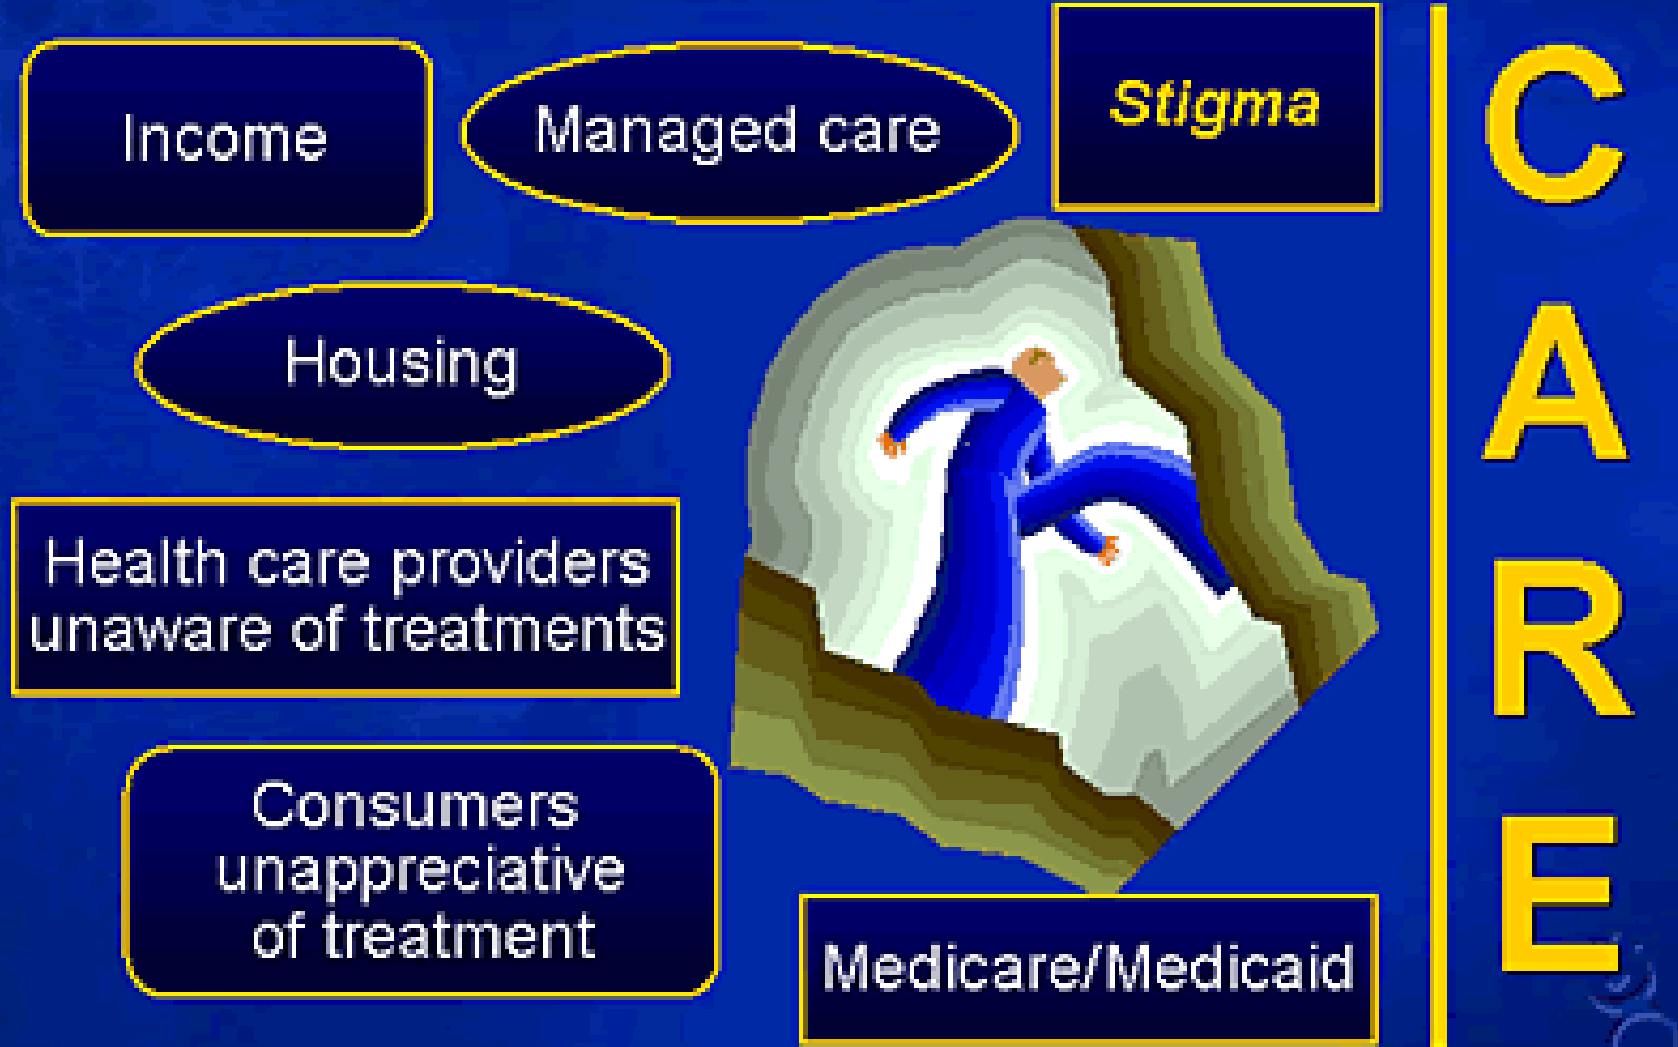 Income
Managed care
Stigma
Housing
Health care providers
unaware of treatments
Consumers
unappreciative
of treatment
Medicare/Medicaid
C
A
R
E